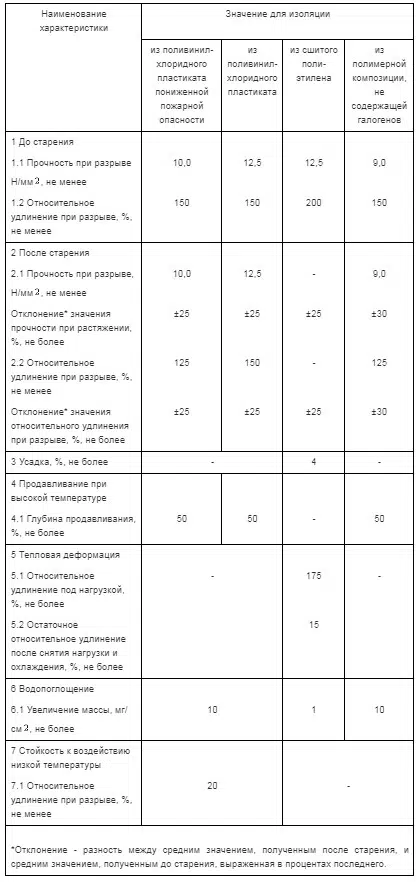 Наименование характеристики
Значение для изоляции
из поливинил-хлоридного пластиката пониженной пожарной опасности
из поливинил-хлоридного пластиката
из сшитого поли-этилена
из полимерной композиции, не содержащей галогенов
1 До старения
1.1 Прочность при разрыве 10,0 12,5 12,5 9,0
Н/мм², не менее
1.2 Относительное 150 150 200 150
удлинение при разрыве, %,
не менее
2 После старения
2.1 Прочность при разрыве, 10,0 12,5 - 9,0
Н/мм², не менее
Отклонение* значения ±25 ±25 ±25 ±30
прочности при растяжении,
%, не более
2.2 Относительное 125 150 - 125
удлинение при разрыве, %,
не менее
Отклонение* значения ±25 ±25 ±25 ±30
относительного удлинения
при разрыве, %, не более
3 Усадка, %, не более - 4 -
4 Продавливание при
высокой температуре
4.1 Глубина продавливания, 50 50 - 50
%, не более
5 Тепловая деформация
5.1 Относительное - 175 -
удлинение под нагрузкой,
%, не более
5.2 Остаточное 15
относительное удлинение
после снятия нагрузки и
охлаждения, %, не более
6 Водопоглощение
6.1 Увеличение массы, мг/ 10 1 10
см², не более
7 Стойкость к воздействию
низкой температуры
7.1 Относительное 20 -
удлинение при разрыве, %,
не менее
*Отклонение - разность между средним значением, полученным после старения, и
средним значением, полученным до старения, выраженная в процентах последнего.